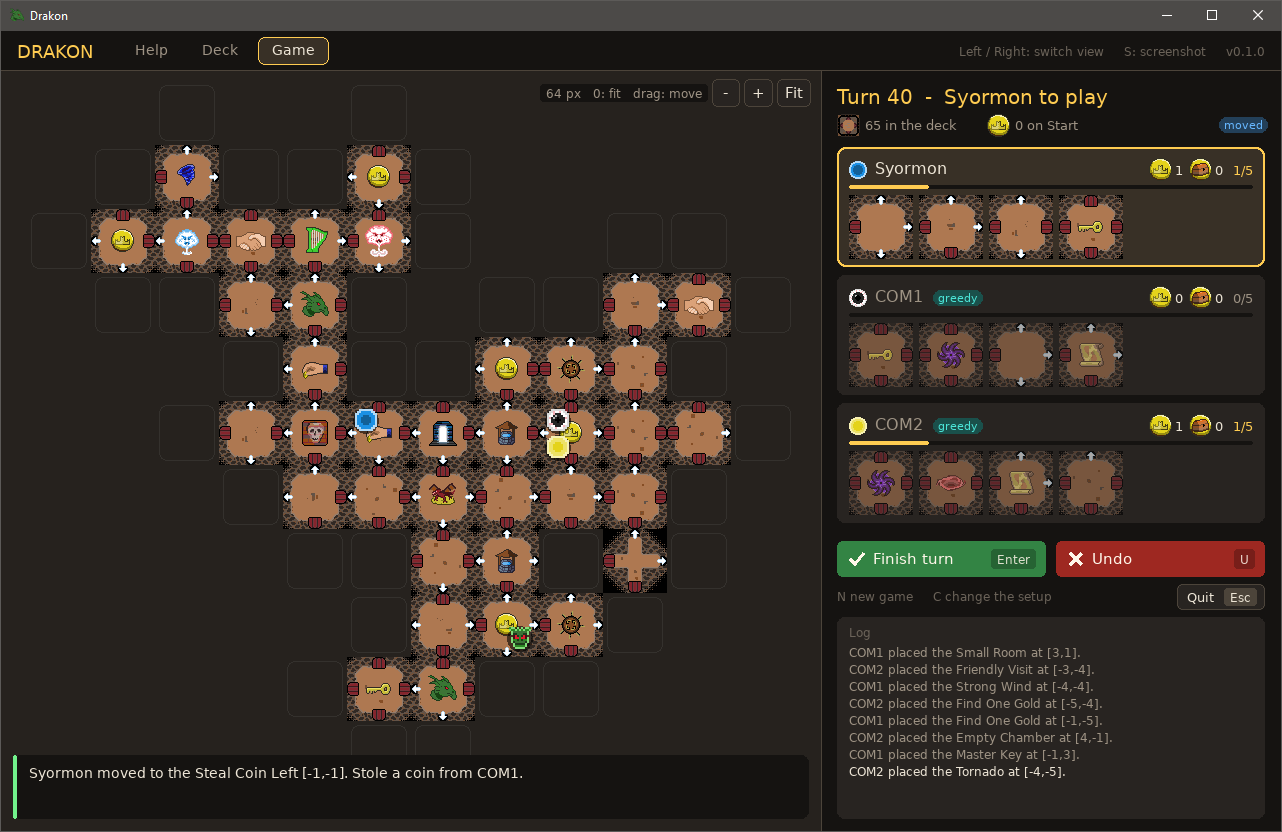 Drakon
DRAKON Help Deck Game Left / Right: switch view S: screenshot v0.1.0
64 px 0: fit drag: move - + Fit
Turn 40 - Syormon to play
65 in the deck 0 on Start moved
Syormon 1 0 1/5
COM1 greedy 0 0 0/5
COM2 greedy 1 0 1/5
Finish turn Enter Undo U
N new game C change the setup Quit Esc
Log
COM1 placed the Small Room at [3,1].
COM2 placed the Friendly Visit at [-3,-4].
COM1 placed the Strong Wind at [-4,-4].
COM2 placed the Find One Gold at [-5,-4].
COM1 placed the Find One Gold at [-1,-5].
COM2 placed the Empty Chamber at [4,-1].
COM1 placed the Master Key at [-1,3].
COM2 placed the Tornado at [-4,-5].
Syormon moved to the Steal Coin Left [-1,-1]. Stole a coin from COM1.